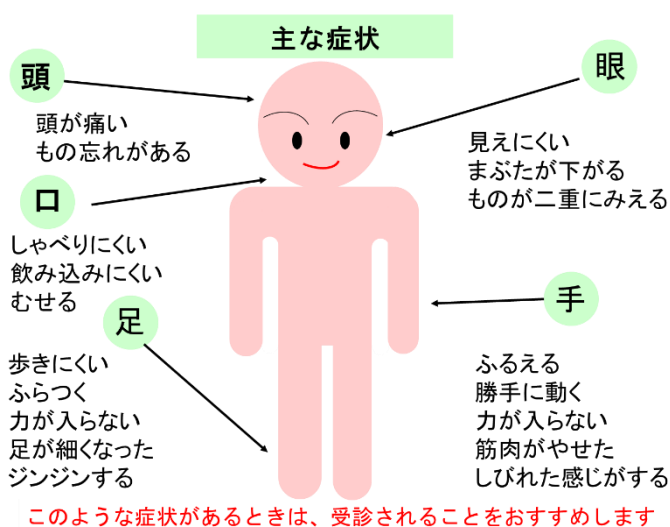 主な症状
頭
頭が痛い
もの忘れがある
眼
見えにくい
まぶたが下がる
ものが二重にみえる
口
しゃべりにくい
飲み込みにくい
むせる
手
ふるえる
勝手に動く
力が入らない
筋肉がやせた
しびれた感じがする
足
歩きにくい
ふらつく
力が入らない
足が細くなった
ジンジンする
このような症状があるときは、受診されることをおすすめします